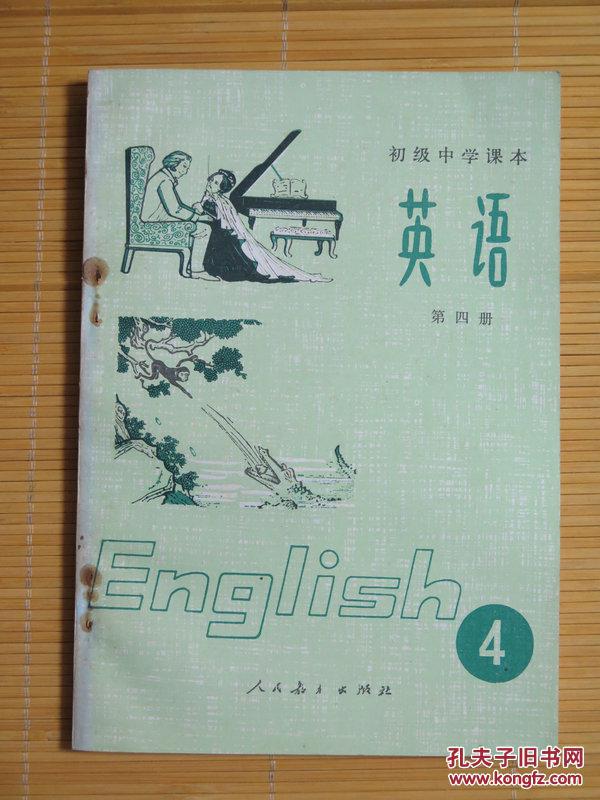 初级中学课本
英语
第四册
English
4
人民教育出版社
孔夫子旧书网
www.kongfz.com